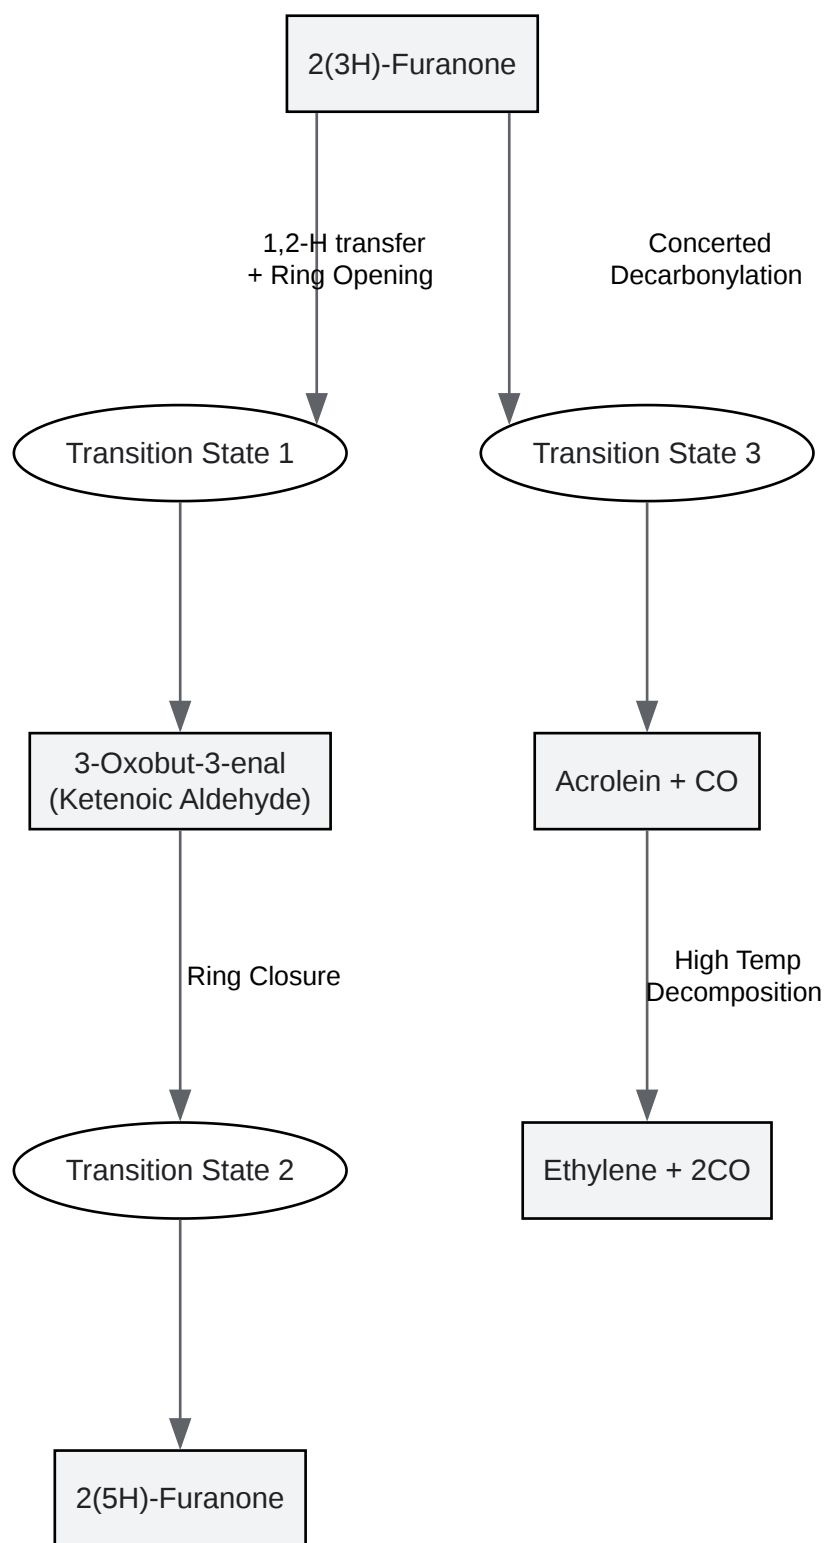 2(3H)-Furanone
1,2-H transfer
+ Ring Opening
Concerted
Decarbonylation
Transition State 1
Transition State 3
3-Oxobut-3-enal
(Ketenoic Aldehyde)
Acrolein + CO
Ring Closure
High Temp
Decomposition
Transition State 2
Ethylene + 2CO
2(5H)-Furanone